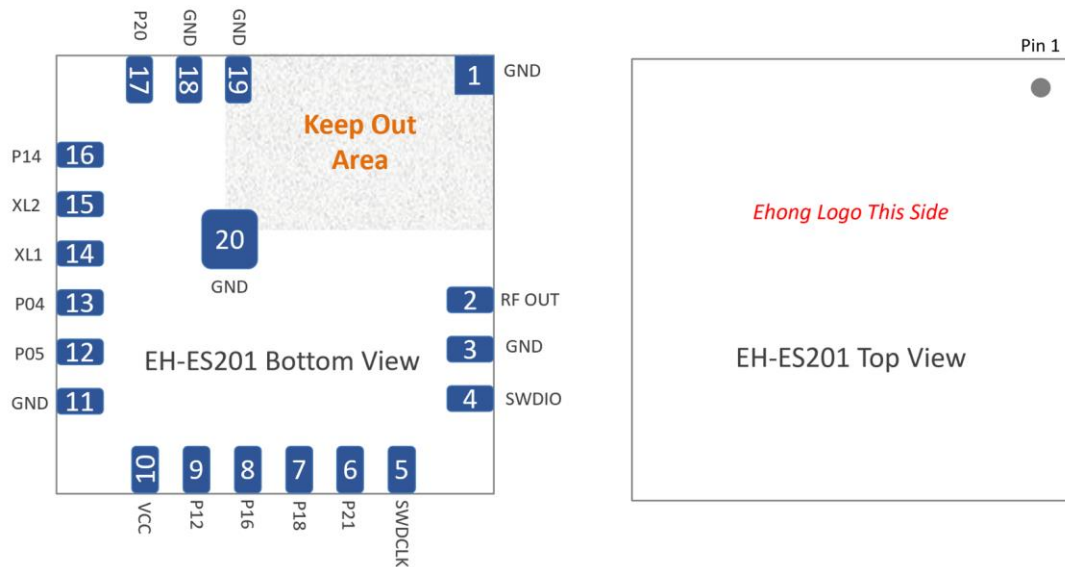 P20
GND
GND
Pin 1
17
18
19
1
GND
Keep Out
Area
P14
16
XL2
15
Ehong Logo This Side
XL1
14
20
GND
P04
13
2
RF OUT
P05
12
EH-ES201 Bottom View
3
GND
EH-ES201 Top View
GND
11
4
SWDIO
10
9
8
7
6
5
VCC
P12
P16
P18
P21
SWDCLK